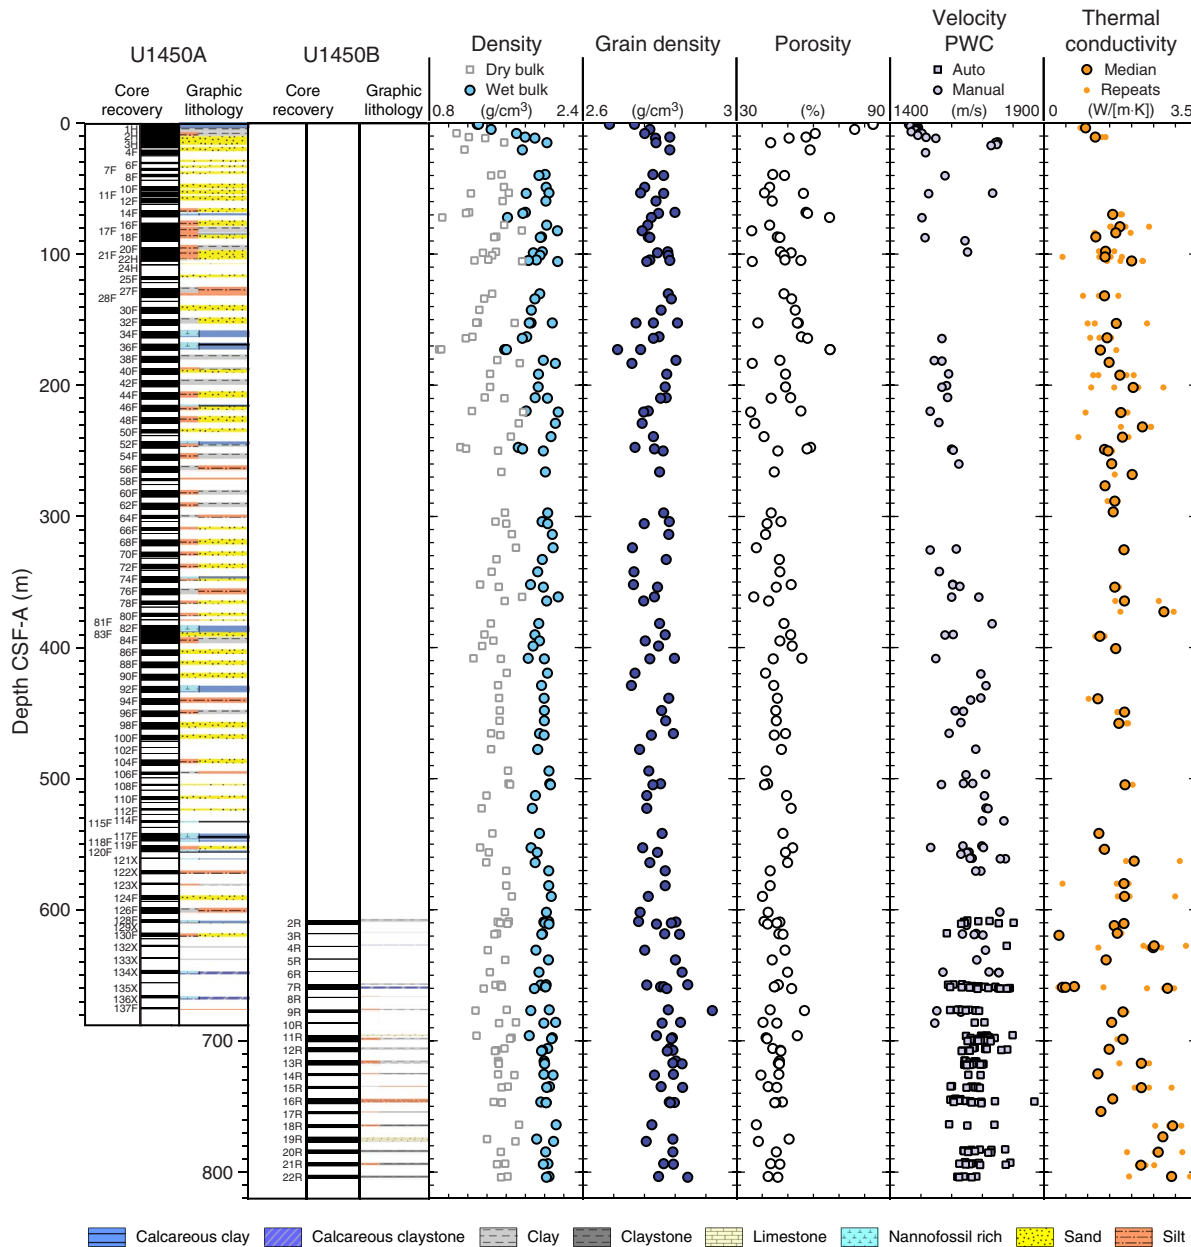 U1450A
U1450B
Density
Grain density
Porosity
Velocity
PWC
Thermal
conductivity
Core
recovery
Graphic
lithology
Core
recovery
Graphic
lithology
Dry bulk
Wet bulk
Auto
Manual
Median
Repeats
0.8 (g/cm³) 2.4
2.6 (g/cm³) 3
30 (%) 90
1400 (m/s) 1900
0 (W/[m·K]) 3.5
Depth CSF-A (m)
0
100
200
300
400
500
600
700
800
1H
2H
3H
4F
6F
7F
8F
10F
11F
12F
14F
16F
17F
18F
20F
21F
22H
24H
25F
27F
28F
30F
32F
34F
36F
38F
40F
42F
44F
46F
48F
50F
52F
54F
56F
58F
60F
62F
64F
66F
68F
70F
72F
74F
76F
78F
80F
81F
82F
83F
84F
86F
88F
90F
92F
94F
96F
98F
100F
102F
104F
106F
108F
110F
112F
114F
115F
117F
118F
119F
120F
121X
122X
123X
124F
126F
128F
129X
130F
132X
133X
134X
135X
136X
137F
2R
3R
4R
5R
6R
7R
8R
9R
10R
11R
12R
13R
14R
15R
16R
17R
18R
19R
20R
21R
22R
Calcareous clay
Calcareous claystone
Clay
Claystone
Limestone
Nannofossil rich
Sand
Silt